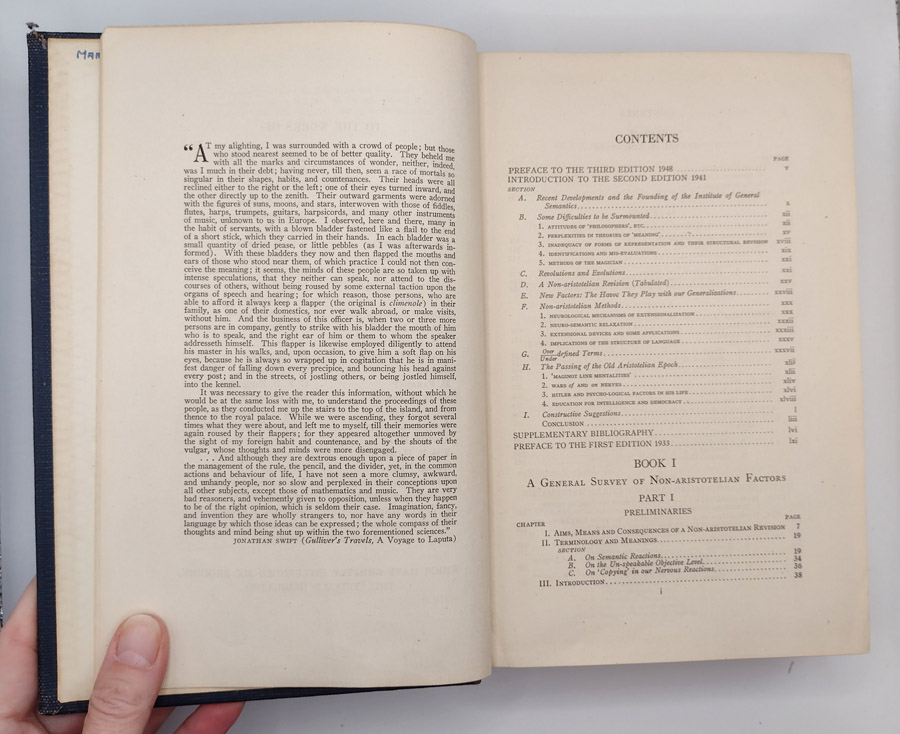 MAR
“AT my alighting, I was surrounded with a crowd of people; but those
who stood nearest seemed to be of better quality. They beheld me
with all the marks and circumstances of wonder, neither, indeed,
was I much in their debt; having never, till then, seen a race of mortals so
singular in their shapes, habits, and countenances. Their heads were all
reclined either to the right or the left; one of their eyes turned inward, and
the other directly up to the zenith. Their outward garments were adorned
with the figures of suns, moons, and stars, interwoven with those of fiddles,
flutes, harps, trumpets, guitars, harpsicords, and many other instruments
of music, unknown to us in Europe. I observed, here and there, many in
the habit of servants, with a blown bladder fastened like a flail to the end
of a short stick, which they carried in their hands. In each bladder was a
small quantity of dried pease, or little pebbles (as I was afterwards in-
formed). With these bladders they now and then flapped the mouths and
ears of those who stood near them, of which practice I could not then con-
ceive the meaning; it seems, the minds of these people are so taken up with
intense speculations, that they neither can speak, nor attend to the dis-
courses of others, without being roused by some external taction upon the
organs of speech and hearing; for which reason, those persons, who are
able to afford it always keep a flapper (the original is climenole) in their
family, as one of their domestics, nor ever walk abroad, or make visits,
without him. And the business of this officer is, when two or three more
persons are in company, gently to strike with his bladder the mouth of him
who is to speak, and the right ear of him or them to whom the speaker
addresseth himself. This flapper is likewise employed diligently to attend
his master in his walks, and, upon occasion, to give him a soft flap on his
eyes, because he is always so wrapped up in cogitation that he is in mani-
fest danger of falling down every precipice, and bouncing his head against
every post; and in the streets, of jostling others, or being jostled himself,
into the kennel.
It was necessary to give the reader this information, without which he
would be at the same loss with me, to understand the proceedings of these
people, as they conducted me up the stairs to the top of the island, and from
thence to the royal palace. While we were ascending, they forgot several
times what they were about, and left me to myself, till their memories were
again roused by their flappers; for they appeared altogether unmoved by
the sight of my foreign habit and countenance, and by the shouts of the
vulgar, whose thoughts and minds were more disengaged.
. . . And although they are dextrous enough upon a piece of paper in
the management of the rule, the pencil, and the divider, yet, in the common
actions and behaviour of life, I have not seen a more clumsy, awkward,
and unhandy people, nor so slow and perplexed in their conceptions upon
all other subjects, except those of mathematics and music. They are very
bad reasoners, and vehemently given to opposition, unless when they happen
to be of the right opinion, which is seldom their case. Imagination, fancy,
and invention they are wholly strangers to, nor have any words in their
language by which those ideas can be expressed; the whole compass of their
thoughts and mind being shut up within the two forementioned sciences.”
JONATHAN SWIFT (Gulliver's Travels, A Voyage to Laputa)
CONTENTS
PAGE
PREFACE TO THE THIRD EDITION 1948 v
INTRODUCTION TO THE SECOND EDITION 1941
SECTION
A. Recent Developments and the Founding of the Institute of General
Semantics x
B. Some Difficulties to be Surmounted xii
1. ATTITUDES OF 'PHILOSOPHERS', ETC. xii
2. PERPLEXITIES IN THEORIES OF 'MEANING' xv
3. INADEQUACY OF FORMS OF REPRESENTATION AND THEIR STRUCTURAL REVISION xviii
4. IDENTIFICATIONS AND MIS-EVALUATIONS xix
5. METHODS OF THE MAGICIAN xxi
C. Revolutions and Evolutions xxi
D. A Non-aristotelian Revision (Tabulated) xxv
E. New Factors: The Havoc They Play with our Generalizations xxviii
F. Non-aristotelian Methods xxx
1. NEUROLOGICAL MECHANISMS OF EXTENSIONALIZATION xxx
2. NEURO-SEMANTIC RELAXATION xxxii
3. EXTENSIONAL DEVICES AND SOME APPLICATIONS xxxiii
4. IMPLICATIONS OF THE STRUCTURE OF LANGUAGE xxxv
G. Over/Under defined Terms xxxvii
H. The Passing of the Old Aristotelian Epoch xlii
1. 'MAGINOT LINE MENTALITIES' xliii
2. WARS of AND on NERVES xliv
3. HITLER AND PSYCHO-LOGICAL FACTORS IN HIS LIFE xlvi
4. EDUCATION FOR INTELLIGENCE AND DEMOCRACY xlviii
I. Constructive Suggestions l
CONCLUSION liii
SUPPLEMENTARY BIBLIOGRAPHY lvi
PREFACE TO THE FIRST EDITION 1933 lxi
BOOK I
A GENERAL SURVEY OF NON-ARISTOTELIAN FACTORS
PART I
PRELIMINARIES
CHAPTER PAGE
I. AIMS, MEANS AND CONSEQUENCES OF A NON-ARISTOTELIAN REVISION 7
II. TERMINOLOGY AND MEANINGS 19
SECTION
A. On Semantic Reactions 19
B. On the Un-speakable Objective Level 34
C. On 'Copying' in our Nervous Reactions 36
III. INTRODUCTION 38
i